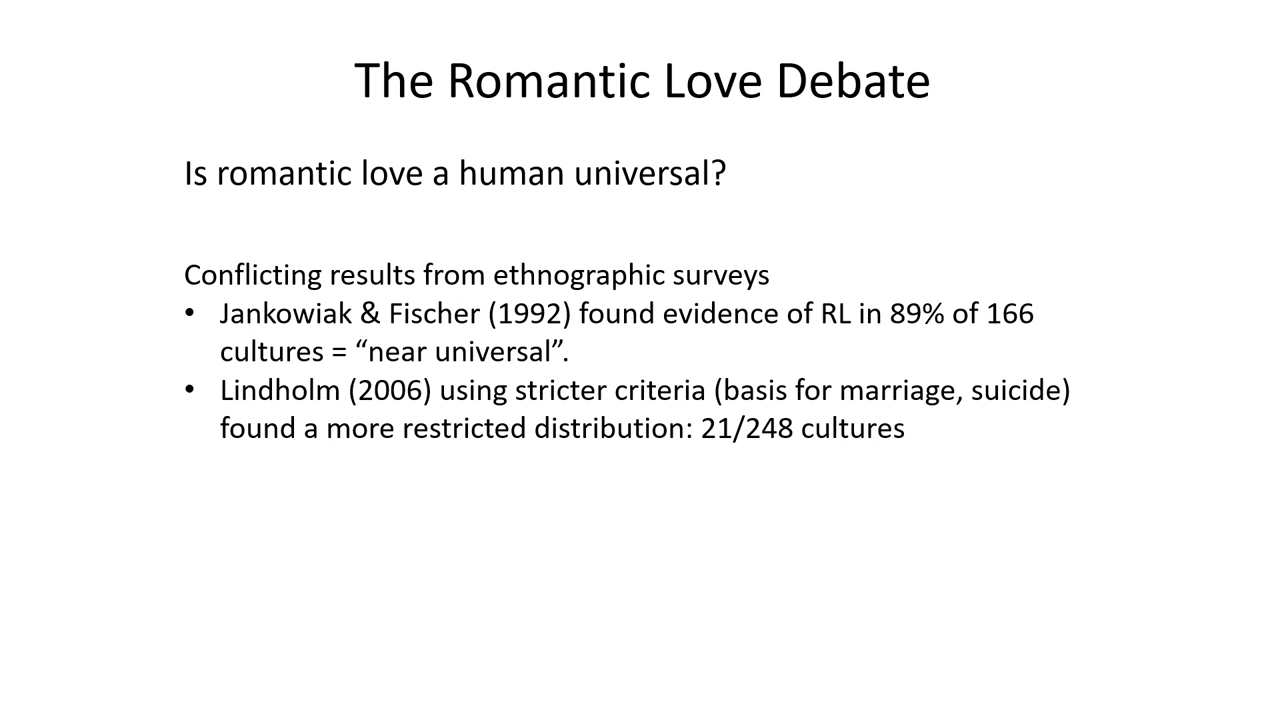 The Romantic Love Debate
Is romantic love a human universal?
Conflicting results from ethnographic surveys
• Jankowiak & Fischer (1992) found evidence of RL in 89% of 166
cultures = “near universal”.
• Lindholm (2006) using stricter criteria (basis for marriage, suicide)
found a more restricted distribution: 21/248 cultures